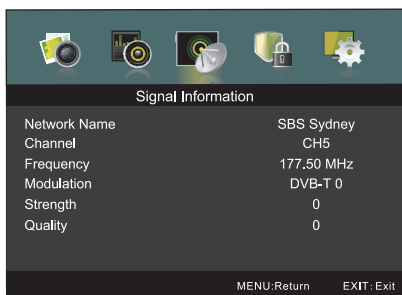 Signal Information
Network Name SBS Sydney
Channel CH5
Frequency 177.50 MHz
Modulation DVB-T 0
Strength 0
Quality 0
MENU:Return EXIT:Exit